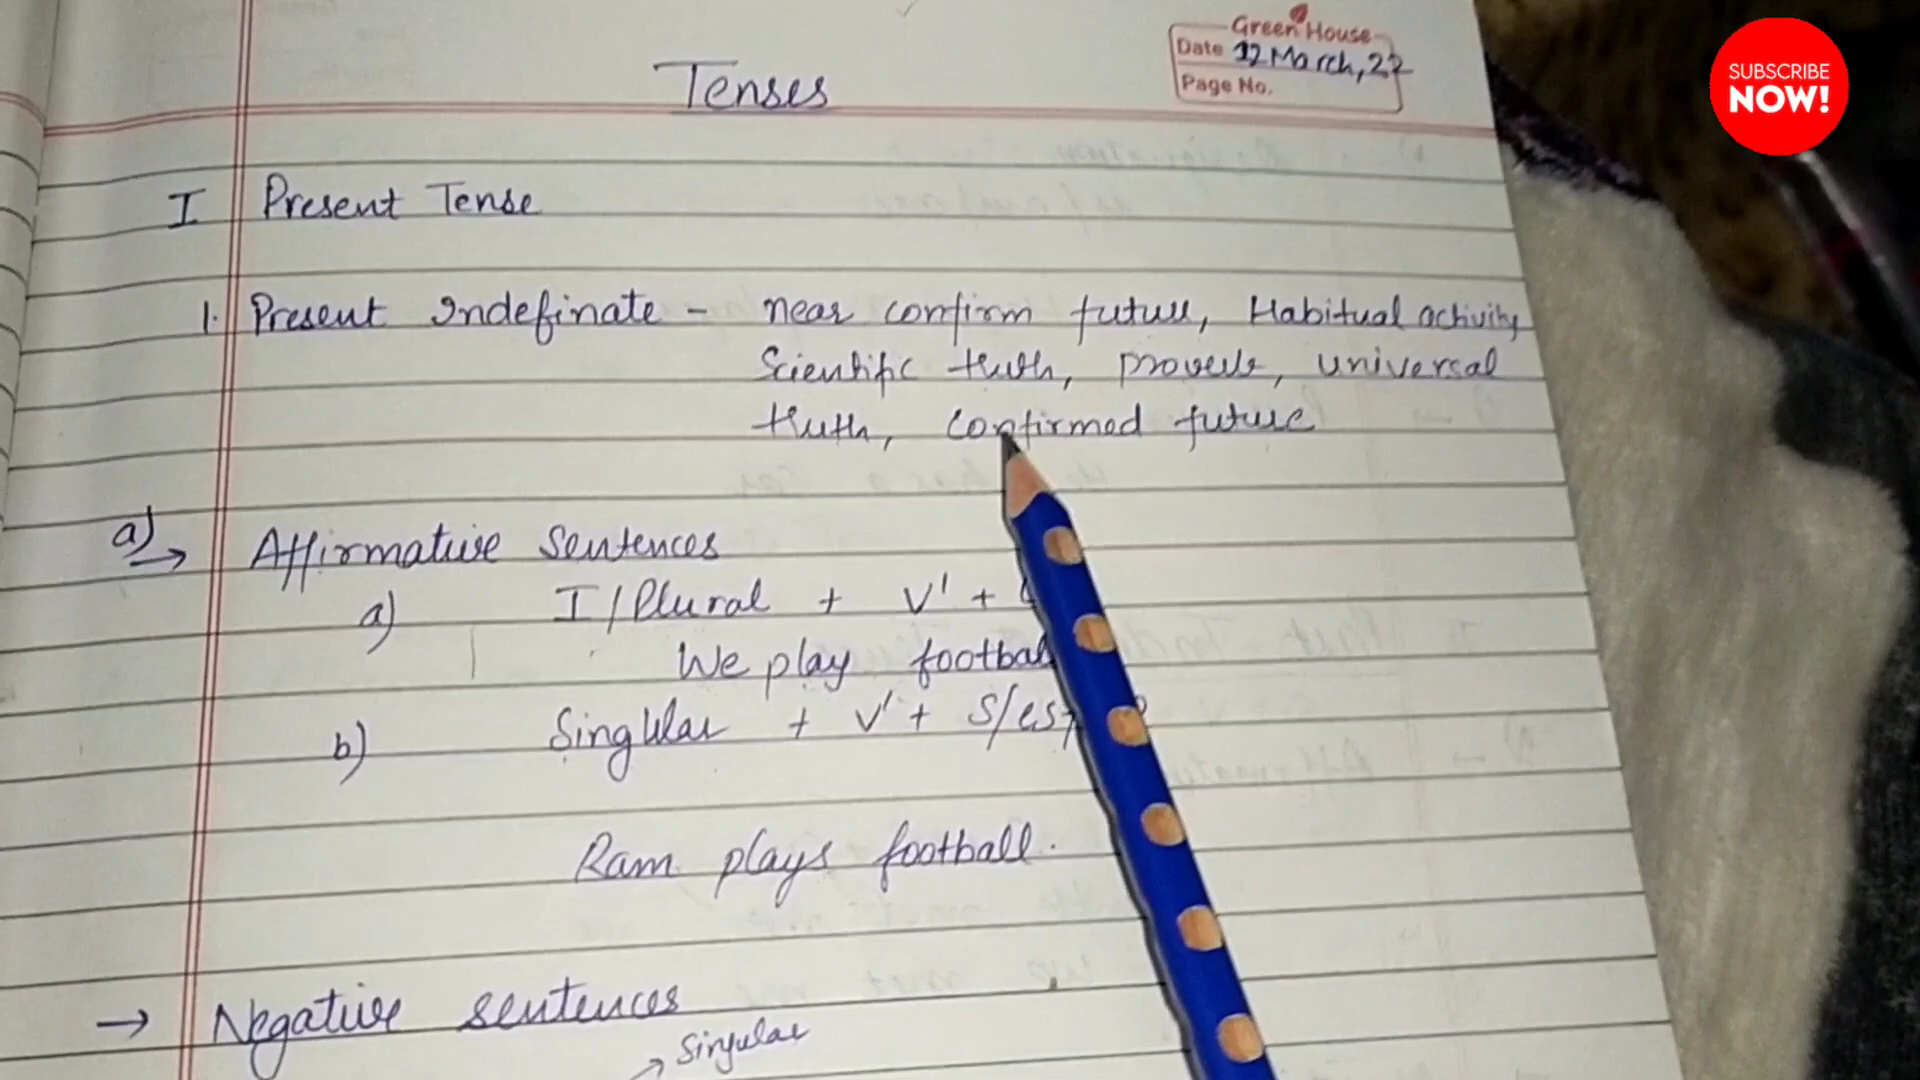 Green House
Date 12 March, 22
Page No.
SUBSCRIBE
NOW!
Tenses
I Present Tense
1. Present Indefinate - near confirm future, Habitual activity
Scientific truth, proverb, universal
truth, confirmed future
a) → Affirmative Sentences
a) I/Plural + V' +
We play football
b) Singular + V' + S/es
Ram plays football.
→ Negative sentences
→ Singular